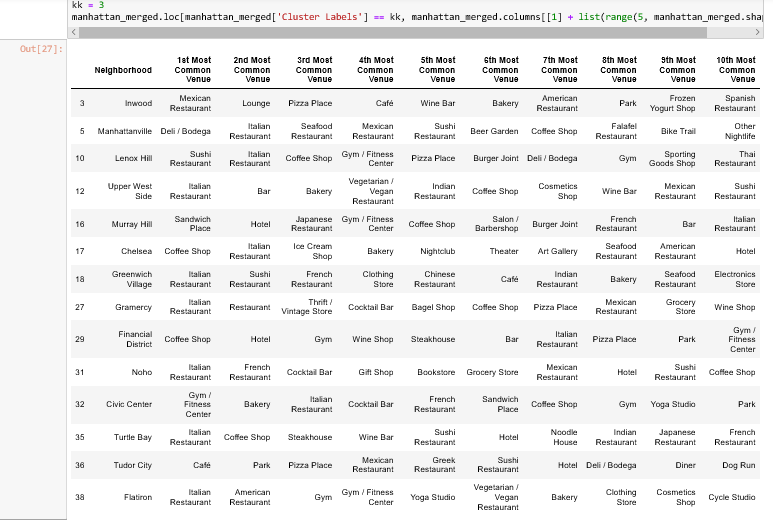 kk = 3
manhattan_merged.loc[manhattan_merged['Cluster Labels'] == kk, manhattan_merged.columns[[1] + list(range(5, manhattan_merged.shap
Out[27]:
Neighborhood 1st Most Common Venue 2nd Most Common Venue 3rd Most Common Venue 4th Most Common Venue 5th Most Common Venue 6th Most Common Venue 7th Most Common Venue 8th Most Common Venue 9th Most Common Venue 10th Most Common Venue
3 Inwood Mexican Restaurant Lounge Pizza Place Café Wine Bar Bakery American Restaurant Park Frozen Yogurt Shop Spanish Restaurant
5 Manhattanville Deli / Bodega Italian Restaurant Seafood Restaurant Mexican Restaurant Sushi Restaurant Beer Garden Coffee Shop Falafel Restaurant Bike Trail Other Nightlife
10 Lenox Hill Sushi Restaurant Italian Restaurant Coffee Shop Gym / Fitness Center Pizza Place Burger Joint Deli / Bodega Gym Sporting Goods Shop Thai Restaurant
12 Upper West Side Italian Restaurant Bar Bakery Vegetarian / Vegan Restaurant Indian Restaurant Coffee Shop Cosmetics Shop Wine Bar Mexican Restaurant Sushi Restaurant
16 Murray Hill Sandwich Place Hotel Japanese Restaurant Gym / Fitness Center Coffee Shop Salon / Barbershop Burger Joint French Restaurant Bar Italian Restaurant
17 Chelsea Coffee Shop Italian Restaurant Ice Cream Shop Bakery Nightclub Theater Art Gallery Seafood Restaurant American Restaurant Hotel
18 Greenwich Village Italian Restaurant Sushi Restaurant French Restaurant Clothing Store Chinese Restaurant Café Indian Restaurant Bakery Seafood Restaurant Electronics Store
27 Gramercy Italian Restaurant Restaurant Thrift / Vintage Store Cocktail Bar Bagel Shop Coffee Shop Pizza Place Mexican Restaurant Grocery Store Wine Shop
29 Financial District Coffee Shop Hotel Gym Wine Shop Steakhouse Bar Italian Restaurant Pizza Place Park Gym / Fitness Center
31 Noho Italian Restaurant French Restaurant Cocktail Bar Gift Shop Bookstore Grocery Store Mexican Restaurant Hotel Sushi Restaurant Coffee Shop
32 Civic Center Gym / Fitness Center Bakery Italian Restaurant Cocktail Bar French Restaurant Sandwich Place Coffee Shop Gym Yoga Studio Park
35 Turtle Bay Italian Restaurant Coffee Shop Steakhouse Wine Bar Sushi Restaurant Hotel Noodle House Indian Restaurant Japanese Restaurant French Restaurant
36 Tudor City Café Park Pizza Place Mexican Restaurant Greek Restaurant Sushi Restaurant Hotel Deli / Bodega Diner Dog Run
38 Flatiron Italian Restaurant American Restaurant Gym Gym / Fitness Center Yoga Studio Vegetarian / Vegan Restaurant Bakery Clothing Store Cosmetics Shop Cycle Studio